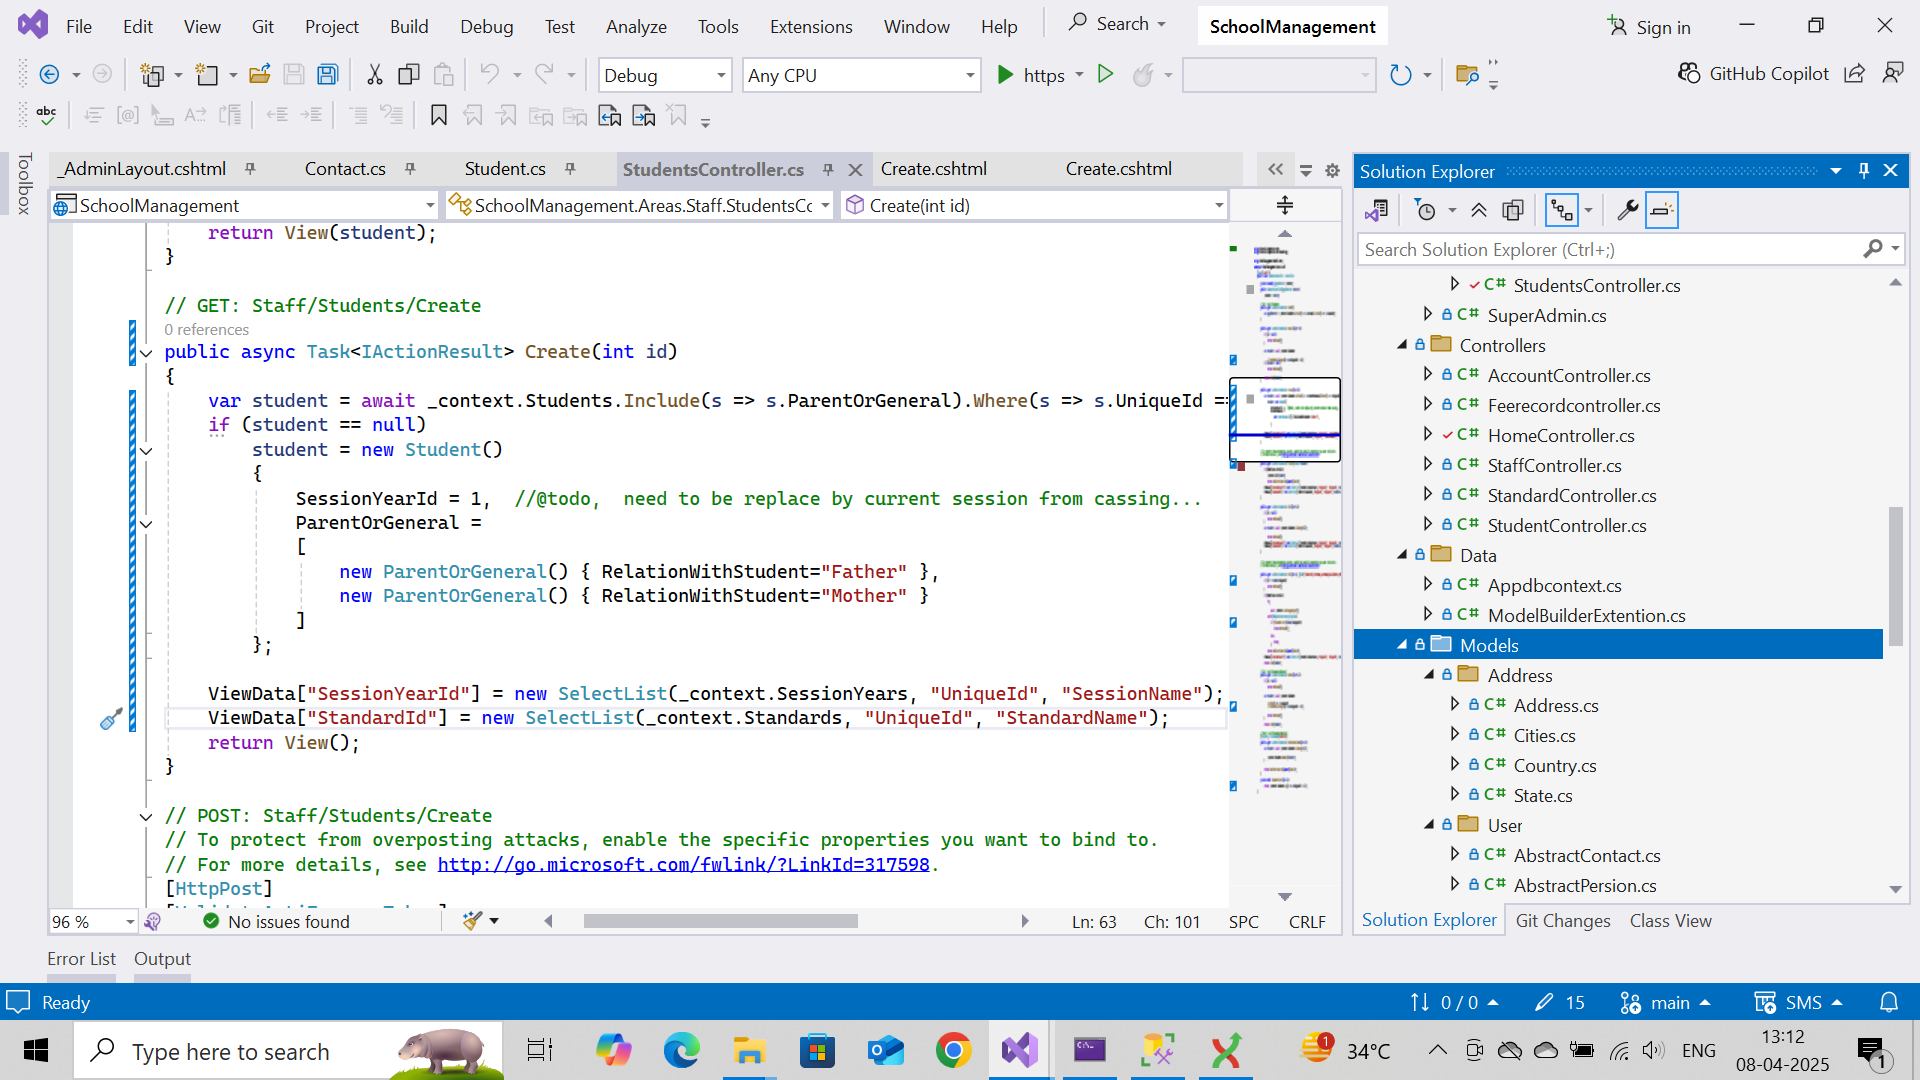 File Edit View Git Project Build Debug Test Analyze Tools Extensions Window Help Search SchoolManagement Sign in
Debug Any CPU https GitHub Copilot
abc
Toolbox
_AdminLayout.cshtml Contact.cs Student.cs StudentsController.cs Create.cshtml Create.cshtml
SchoolManagement SchoolManagement.Areas.Staff.StudentsCo Create(int id)
return View(student);
}
// GET: Staff/Students/Create
0 references
public async Task<IActionResult> Create(int id)
{
var student = await _context.Students.Include(s => s.ParentOrGeneral).Where(s => s.UniqueId =
if (student == null)
student = new Student()
{
SessionYearId = 1, //@todo, need to be replace by current session from cassing...
ParentOrGeneral =
[
new ParentOrGeneral() { RelationWithStudent="Father" },
new ParentOrGeneral() { RelationWithStudent="Mother" }
]
};
ViewData["SessionYearId"] = new SelectList(_context.SessionYears, "UniqueId", "SessionName");
ViewData["StandardId"] = new SelectList(_context.Standards, "UniqueId", "StandardName");
return View();
}
// POST: Staff/Students/Create
// To protect from overposting attacks, enable the specific properties you want to bind to.
// For more details, see http://go.microsoft.com/fwlink/?LinkId=317598.
[HttpPost]
96 % No issues found Ln: 63 Ch: 101 SPC CRLF
Error List Output
Solution Explorer
Search Solution Explorer (Ctrl+;)
C# StudentsController.cs
C# SuperAdmin.cs
Controllers
C# AccountController.cs
C# Feerecordcontroller.cs
C# HomeController.cs
C# StaffController.cs
C# StandardController.cs
C# StudentController.cs
Data
C# Appdbcontext.cs
C# ModelBuilderExtention.cs
Models
Address
C# Address.cs
C# Cities.cs
C# Country.cs
C# State.cs
User
C# AbstractContact.cs
C# AbstractPersion.cs
Solution Explorer Git Changes Class View
Ready 0 / 0 15 main SMS
Type here to search 1 34°C ENG 13:12
08-04-2025 1